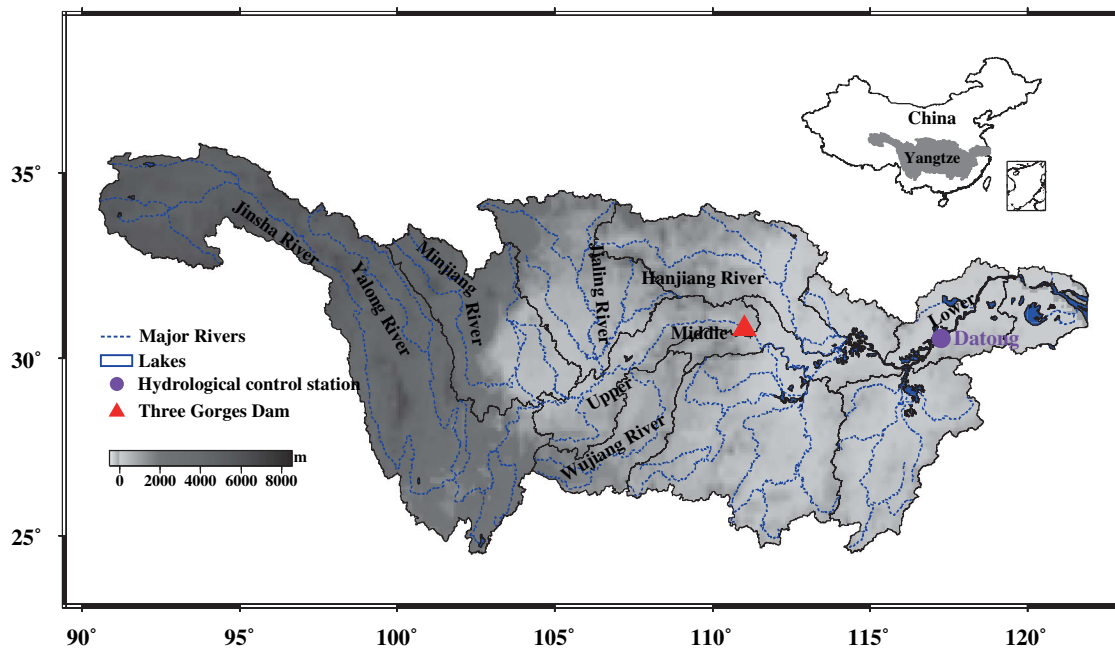 China
Yangtze
35°
30°
25°
Jinsha River
Yalong River
Minjiang River
Jialing River
Hanjiang River
Middle
Upper
Wujiang River
Lower
Datong
Major Rivers
Lakes
Hydrological control station
Three Gorges Dam
m
0 2000 4000 6000 8000
90° 95° 100° 105° 110° 115° 120°